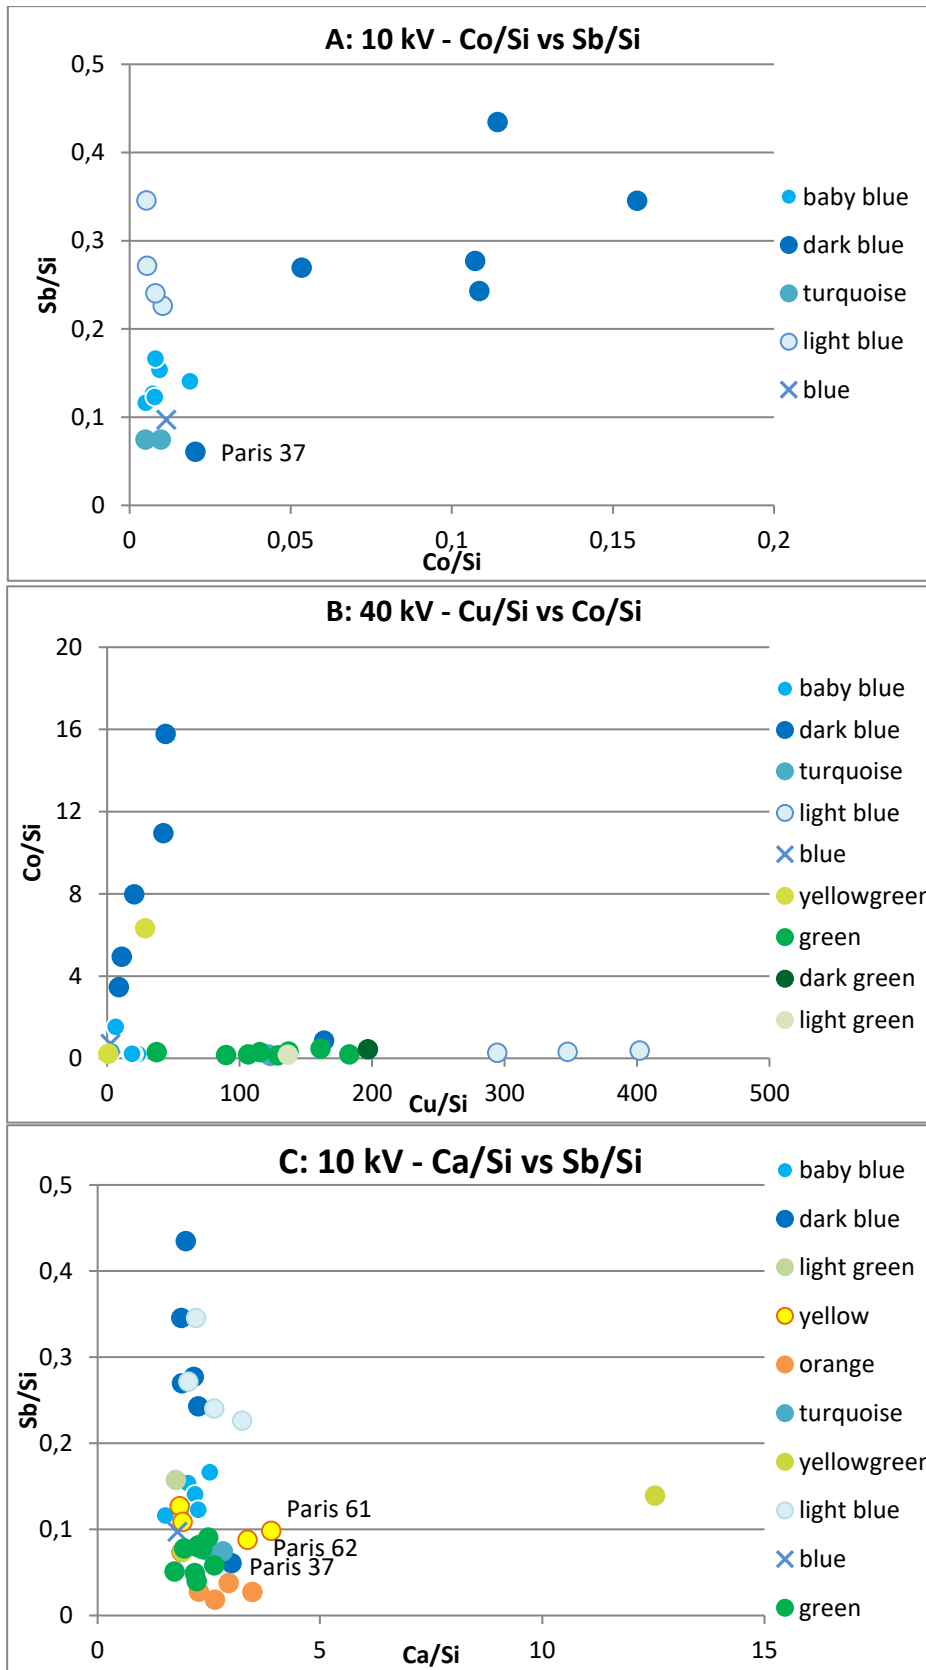 A: 10 kV - Co/Si vs Sb/Si
0,5
0,4
0,3
0,2
0,1
0
Sb/Si
Paris 37
0
0,05
0,1
0,15
0,2
Co/Si
baby blue
dark blue
turquoise
light blue
blue
B: 40 kV - Cu/Si vs Co/Si
20
16
12
8
4
0
Co/Si
0
100
200
300
400
500
Cu/Si
baby blue
dark blue
turquoise
light blue
blue
yellowgreen
green
dark green
light green
C: 10 kV - Ca/Si vs Sb/Si
0,5
0,4
0,3
0,2
0,1
0
Sb/Si
Paris 61
Paris 62
Paris 37
0
5
10
15
Ca/Si
baby blue
dark blue
light green
yellow
orange
turquoise
yellowgreen
light blue
blue
green